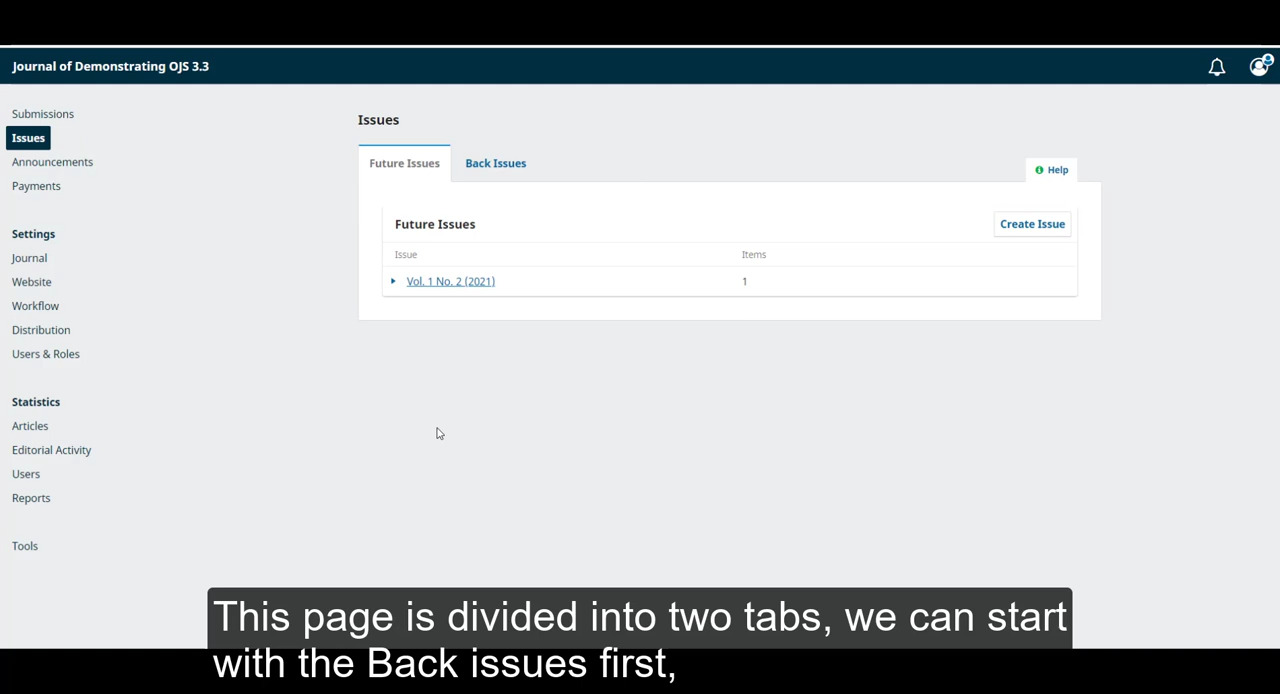 Journal of Demonstrating OJS 3.3
Submissions
Issues
Announcements
Payments
Settings
Journal
Website
Workflow
Distribution
Users & Roles
Statistics
Articles
Editorial Activity
Users
Reports
Tools
Issues
Future Issues Back Issues
Help
Future Issues Create Issue
Issue Items
Vol. 1 No. 2 (2021) 1
This page is divided into two tabs, we can start
with the Back issues first,